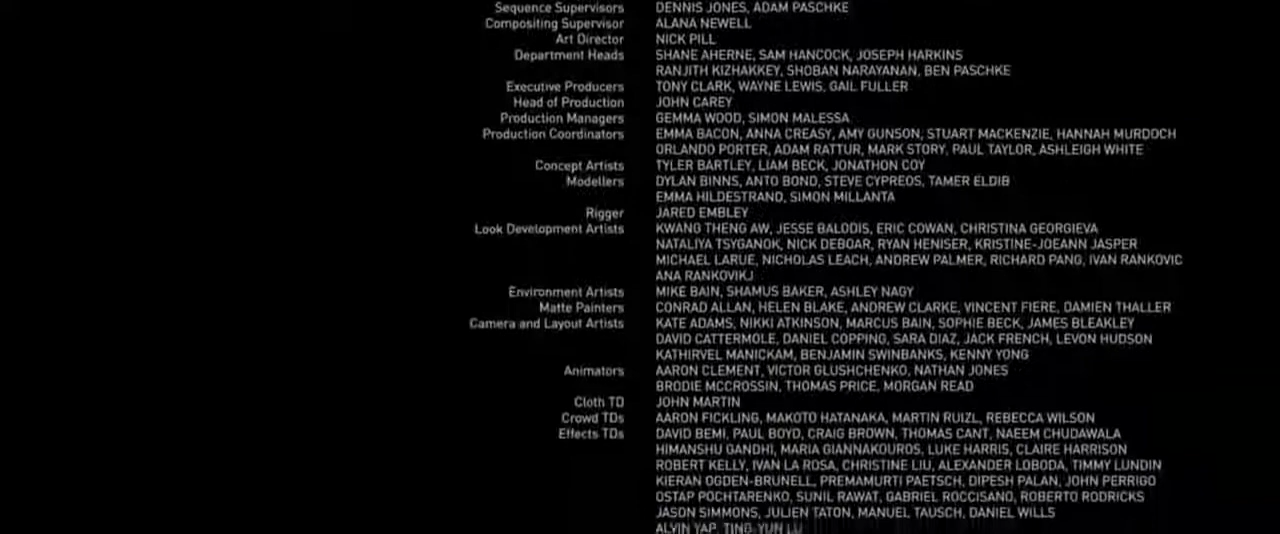 Sequence Supervisors DENNIS JONES, ADAM PASCHKE
Compositing Supervisor ALANA NEWELL
Art Director NICK PILL
Department Heads SHANE AHERNE, SAM HANCOCK, JOSEPH HARKINS
RANJITH KIZHAKKEY, SHOBAN NARAYANAN, BEN PASCHKE
Executive Producers TONY CLARK, WAYNE LEWIS, GAIL FULLER
Head of Production JOHN CAREY
Production Managers GEMMA WOOD, SIMON MALESSA
Production Coordinators EMMA BACON, ANNA CREASY, AMY GUNSON, STUART MACKENZIE, HANNAH MURDOCH
ORLANDO PORTER, ADAM RATTUR, MARK STORY, PAUL TAYLOR, ASHLEIGH WHITE
Concept Artists TYLER BARTLEY, LIAM BECK, JONATHON COY
Modellers DYLAN BINNS, ANTO BOND, STEVE CYPREOS, TAMER ELDIB
EMMA HILDESTRAND, SIMON MILLANTA
Rigger JARED EMBLEY
Look Development Artists KWANG THENG AW, JESSE BALODIS, ERIC COWAN, CHRISTINA GEORGIEVA
NATALIYA TSYGANOK, NICK DEBOAR, RYAN HENISER, KRISTINE-JOEANN JASPER
MICHAEL LARUE, NICHOLAS LEACH, ANDREW PALMER, RICHARD PANG, IVAN RANKOVIC
ANA RANKOVIKJ
Environment Artists MIKE BAIN, SHAMUS BAKER, ASHLEY NAGY
Matte Painters CONRAD ALLAN, HELEN BLAKE, ANDREW CLARKE, VINCENT FIERE, DAMIEN THALLER
Camera and Layout Artists KATE ADAMS, NIKKI ATKINSON, MARCUS BAIN, SOPHIE BECK, JAMES BLEAKLEY
DAVID CATTERMOLE, DANIEL COPPING, SARA DIAZ, JACK FRENCH, LEVON HUDSON
KATHIRVEL MANICKAM, BENJAMIN SWINBANKS, KENNY YONG
Animators AARON CLEMENT, VICTOR GLUSHCHENKO, NATHAN JONES
BRODIE MCCROSSIN, THOMAS PRICE, MORGAN READ
Cloth TD JOHN MARTIN
Crowd TDs AARON FICKLING, MAKOTO HATANAKA, MARTIN RUIZL, REBECCA WILSON
Effects TDs DAVID BEMI, PAUL BOYD, CRAIG BROWN, THOMAS CANT, NAEEM CHUDAWALA
HIMANSHU GANDHI, MARIA GIANNAKOUROS, LUKE HARRIS, CLAIRE HARRISON
ROBERT KELLY, IVAN LA ROSA, CHRISTINE LIU, ALEXANDER LOBODA, TIMMY LUNDIN
KIERAN OGDEN-BRUNELL, PREMAMURTI PAETSCH, DIPESH PALAN, JOHN PERRIGO
OSTAP POCHTARENKO, SUNIL RAWAT, GABRIEL ROCCISANO, ROBERTO RODRICKS
JASON SIMMONS, JULIEN TATON, MANUEL TAUSCH, DANIEL WILLS
ALVIN YAP, TING YUN LU